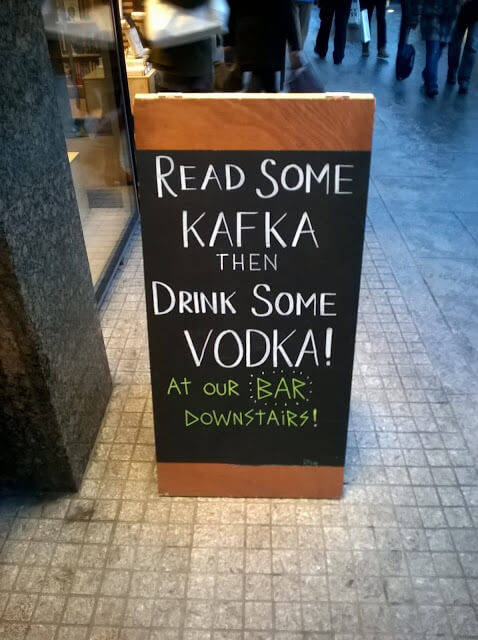 READ SOME
KAFKA
THEN
DRINK SOME
VODKA!
AT OUR BAR
DOWNSTAIRS!